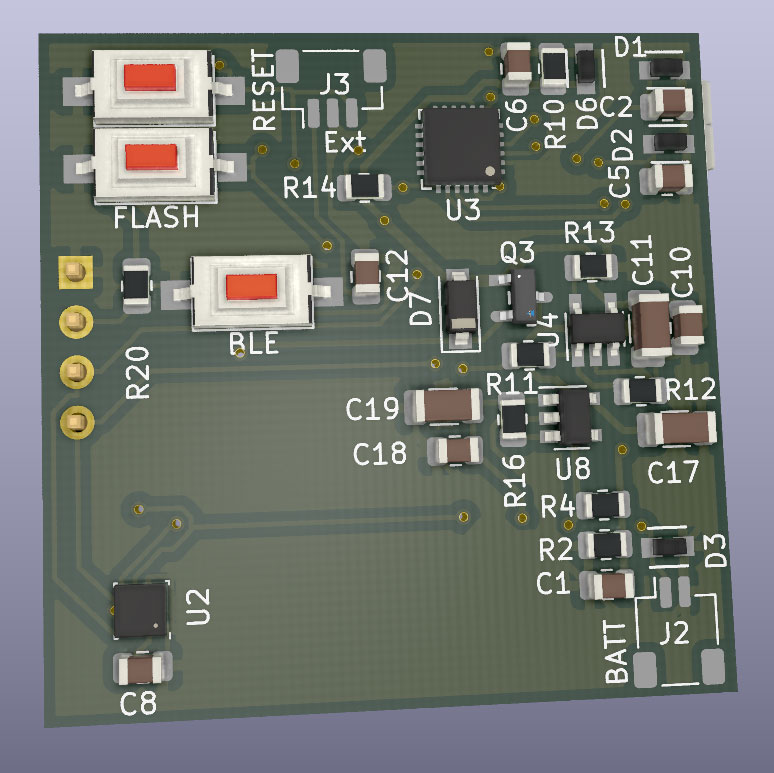 RESET
J3
Ext
C6
R10
D6
D1
C2
D2
C5
R14
U3
FLASH
Q3
R13
C11
C10
C12
D7
U4
BLE
R20
R11
R12
C19
C18
R16
U8
C17
R4
R2
D3
C1
U2
BATT
J2
C8